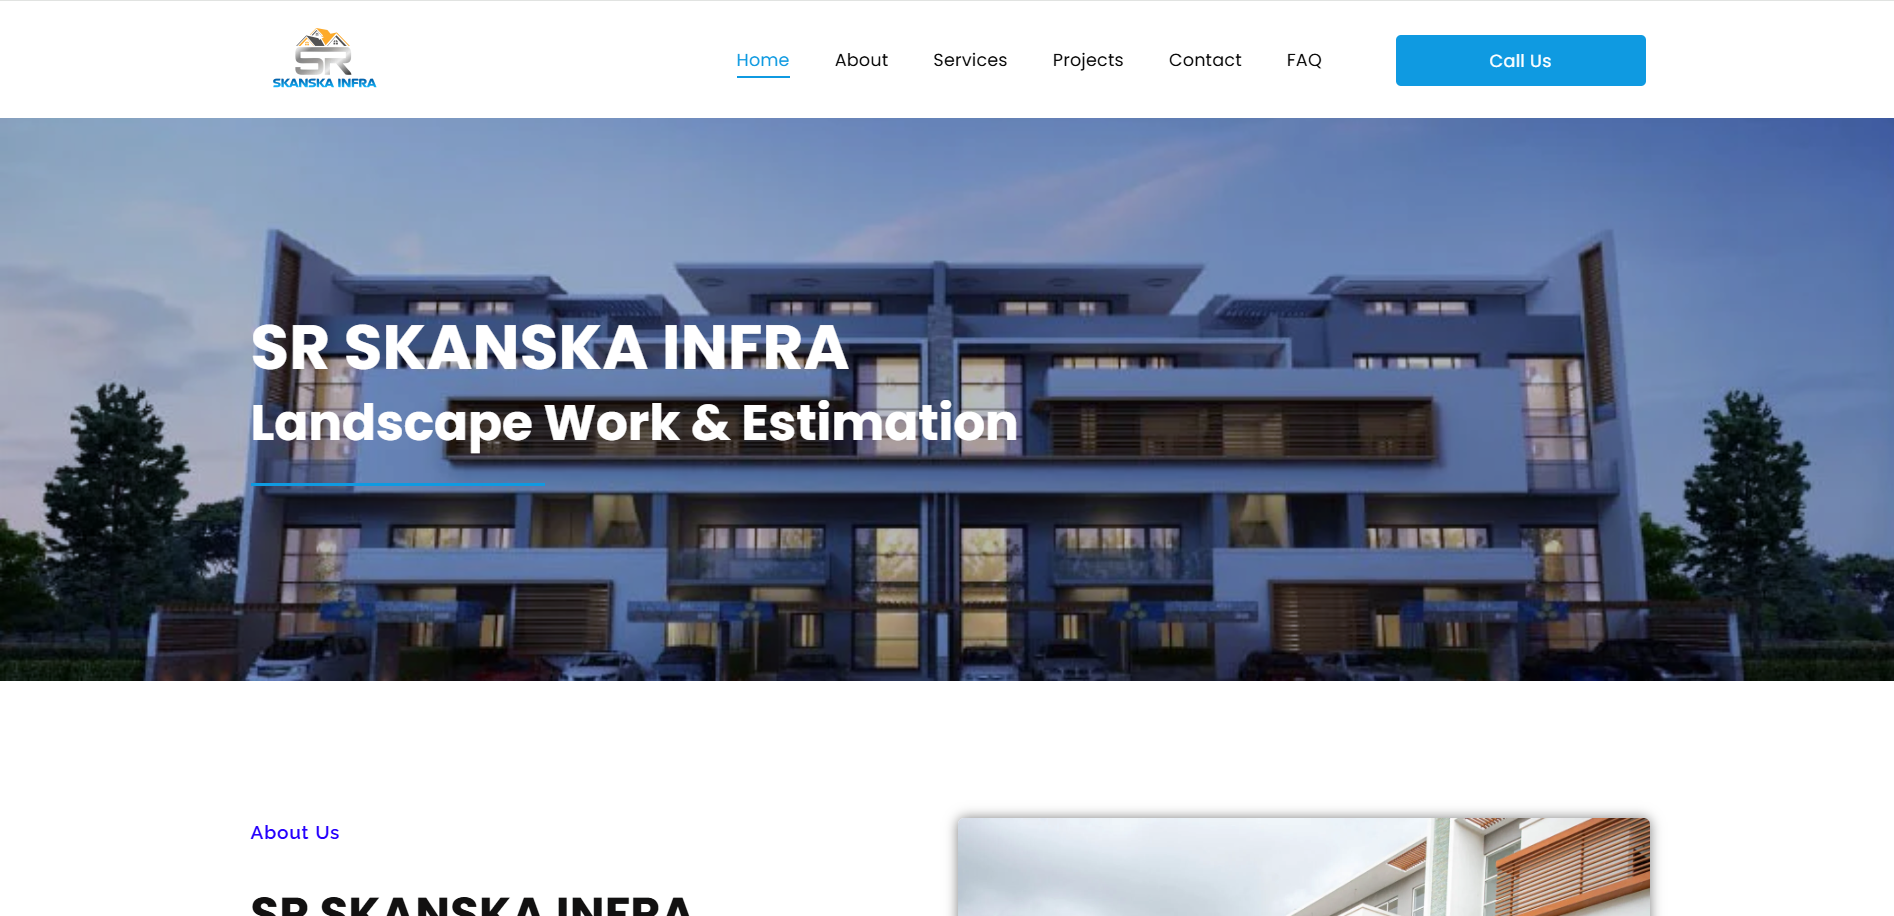 SR
SKANSKA INFRA
Home
About
Services
Projects
Contact
FAQ
Call Us
SR SKANSKA INFRA
Landscape Work & Estimation
About Us
SR SKANSKA INFRA